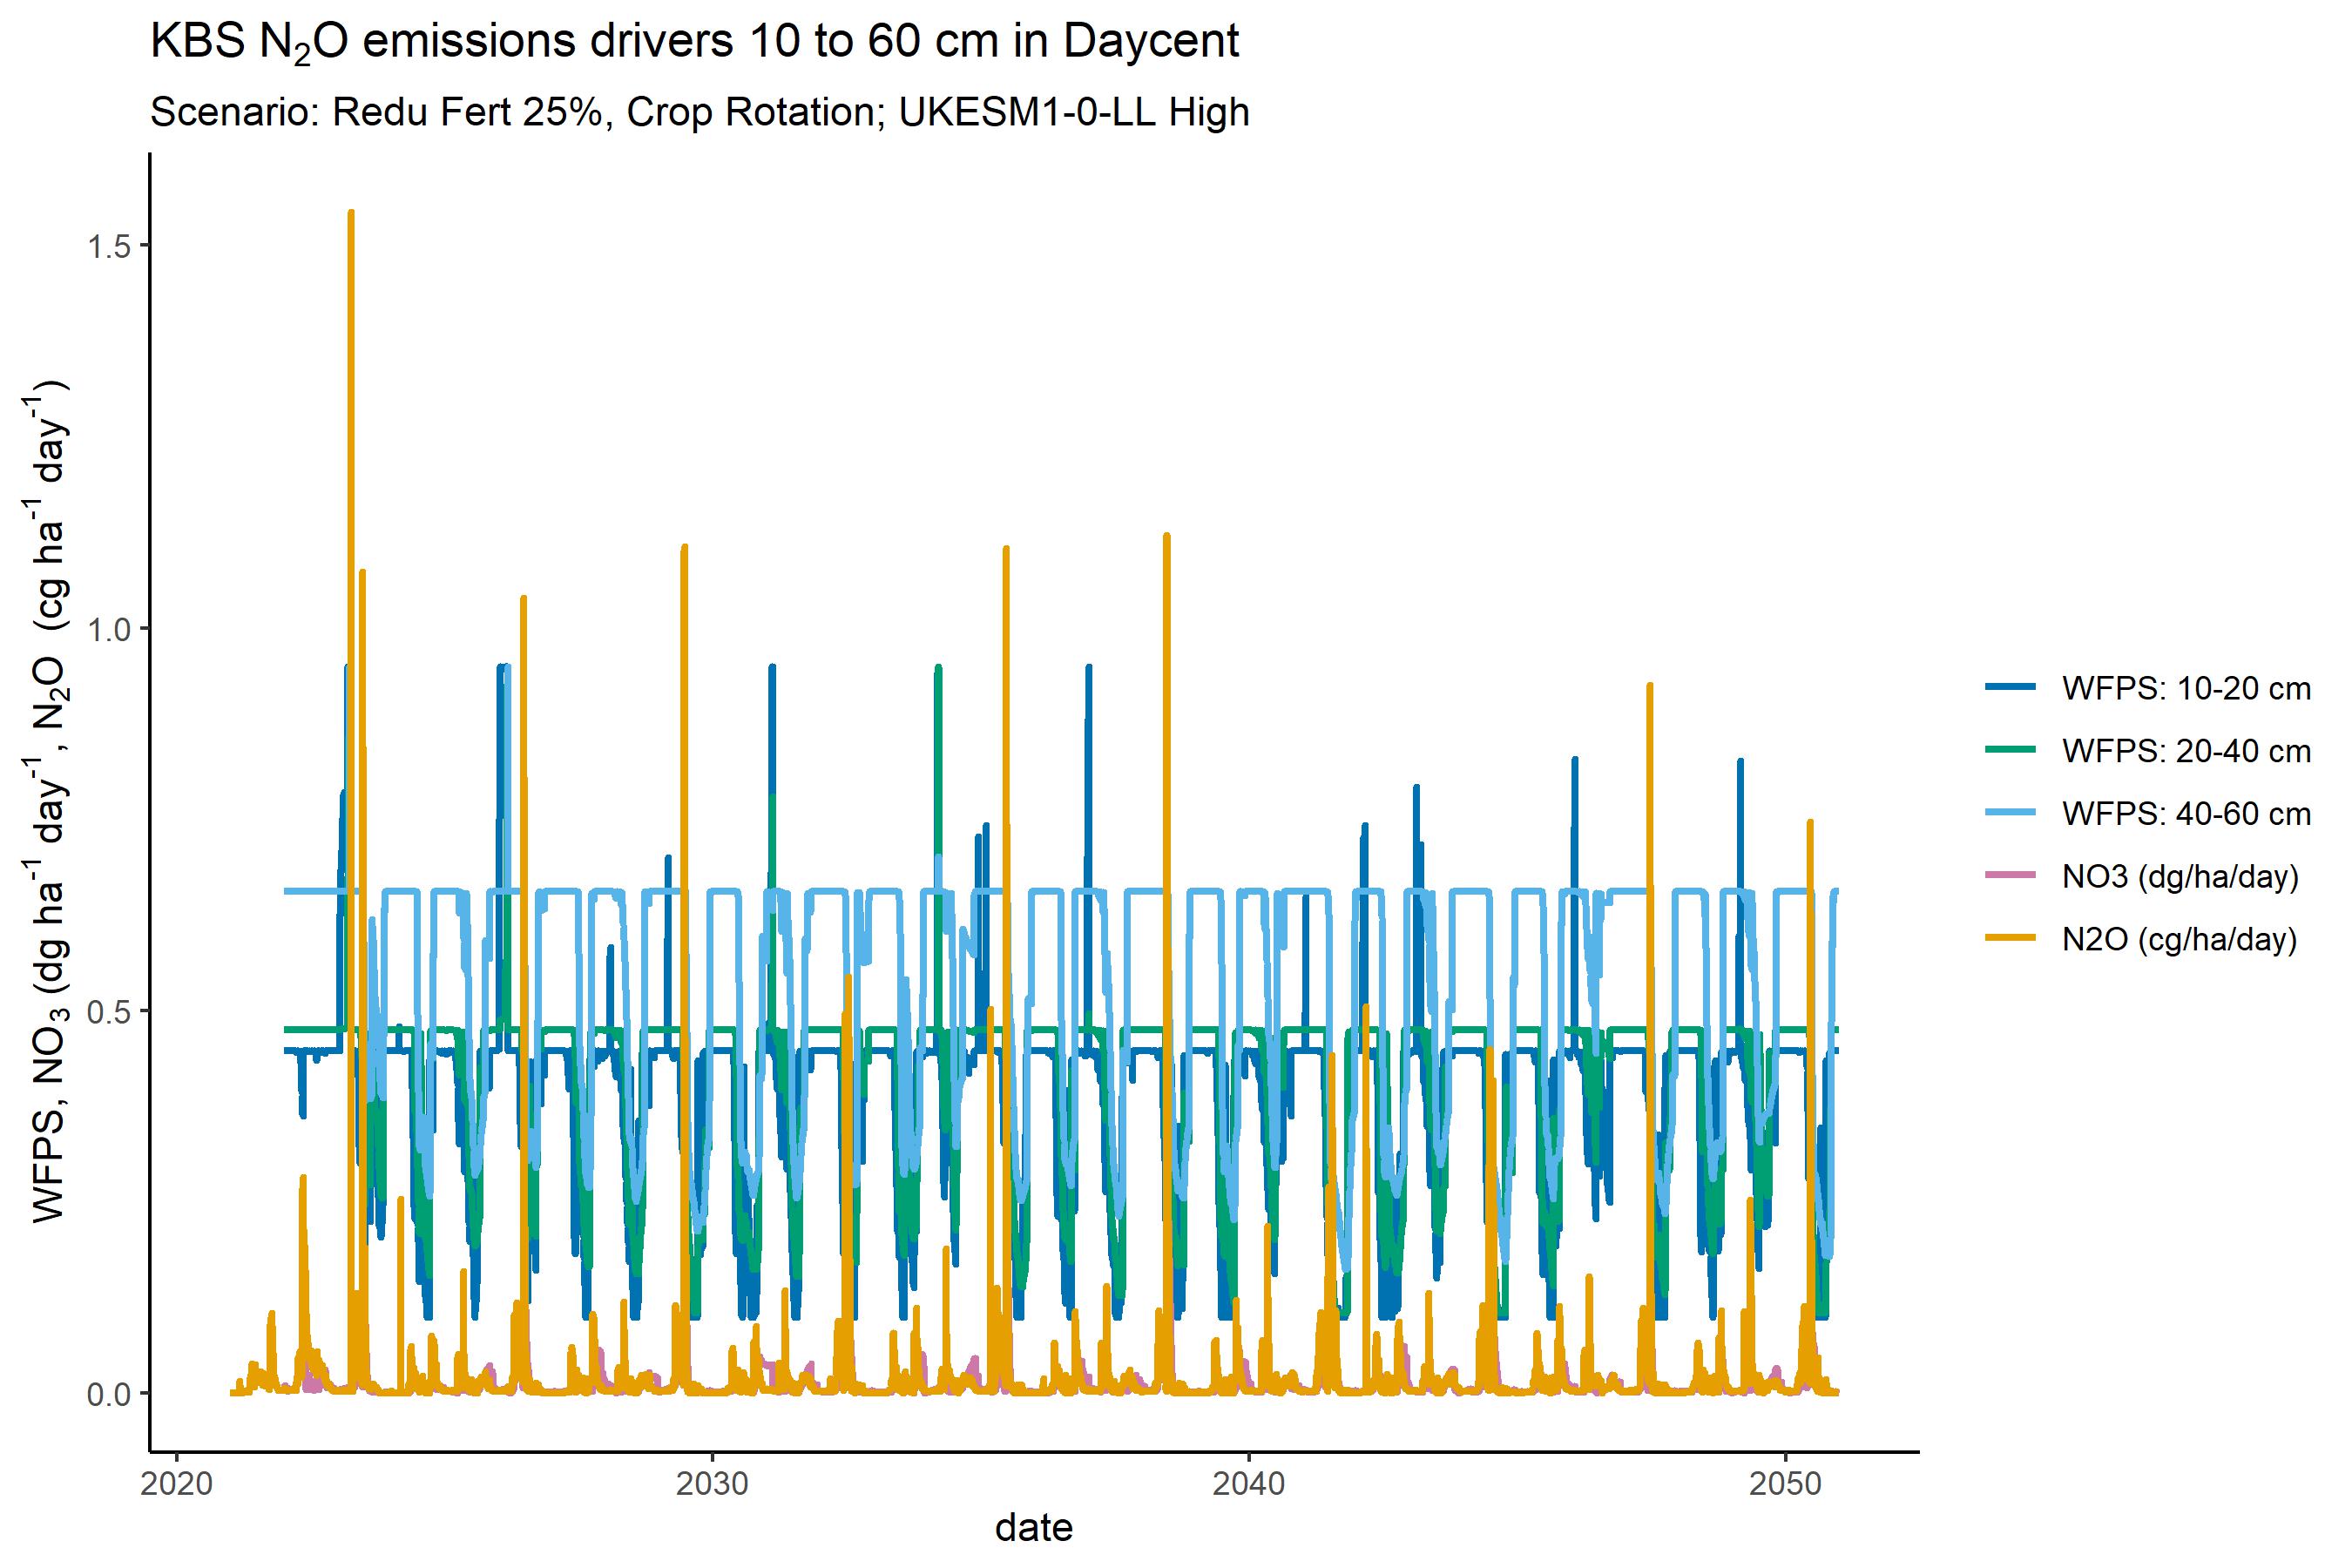 KBS N₂O emissions drivers 10 to 60 cm in Daycent
Scenario: Redu Fert 25%, Crop Rotation; UKESM1-0-LL High
WFPS, NO₃ (dg ha⁻¹ day⁻¹, N₂O  (cg ha⁻¹ day⁻¹)
1.5
1.0
0.5
0.0
2020
2030
2040
2050
date
WFPS: 10-20 cm
WFPS: 20-40 cm
WFPS: 40-60 cm
NO3 (dg/ha/day)
N2O (cg/ha/day)